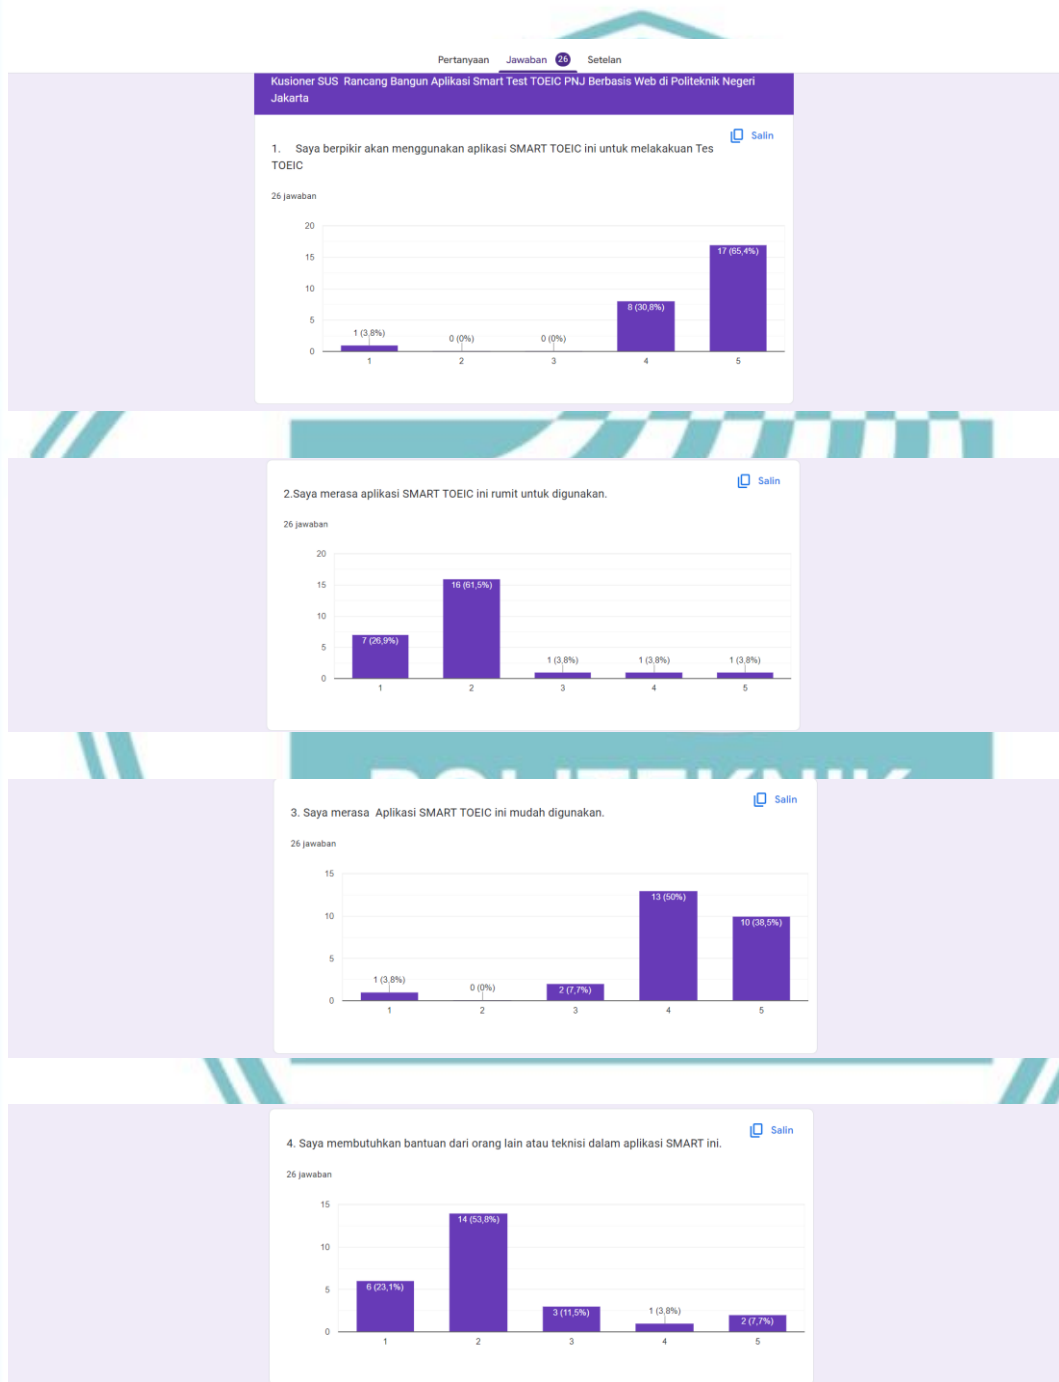 Pertanyaan Jawaban 26 Setelan
Kusioner SUS Rancang Bangun Aplikasi Smart Test TOEIC PNJ Berbasis Web di Politeknik Negeri
Jakarta
Salin
1. Saya berpikir akan menggunakan aplikasi SMART TOEIC ini untuk melakakuan Tes
TOEIC
26 jawaban
20
15
10
5
0
1 (3,8%)
0 (0%)
0 (0%)
8 (30,8%)
17 (65,4%)
1 2 3 4 5
Salin
2.Saya merasa aplikasi SMART TOEIC ini rumit untuk digunakan.
26 jawaban
20
15
10
5
0
7 (26,9%)
16 (61,5%)
1 (3,8%)
1 (3,8%)
1 (3,8%)
1 2 3 4 5
POLITEKNIK
Salin
3. Saya merasa Aplikasi SMART TOEIC ini mudah digunakan.
26 jawaban
15
10
5
0
1 (3,8%)
0 (0%)
2 (7,7%)
13 (50%)
10 (38,5%)
1 2 3 4 5
Salin
4. Saya membutuhkan bantuan dari orang lain atau teknisi dalam aplikasi SMART ini.
26 jawaban
15
10
5
0
6 (23,1%)
14 (53,8%)
3 (11,5%)
1 (3,8%)
2 (7,7%)
1 2 3 4 5